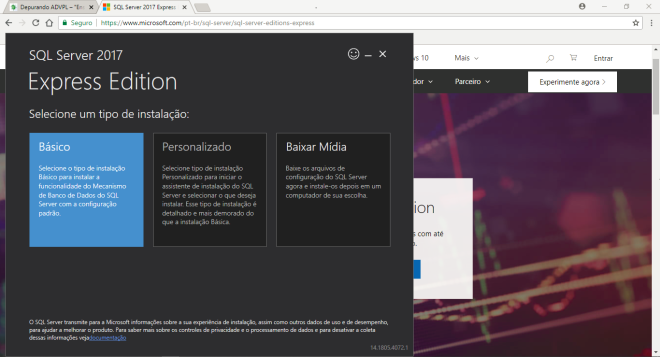 Depurando ADVPL – "Err
SQL Server 2017 Express
Seguro
https://www.microsoft.com/pt-br/sql-server/sql-server-editions-express
SQL Server 2017
Express Edition
Selecione um tipo de instalação:
Básico
Selecione o tipo de instalação
Básico para instalar a
funcionalidade do Mecanismo
de Banco de Dados do SQL
Server com a configuração
padrão.
Personalizado
Selecione tipo de instalação
Personalizado para iniciar o
assistente de instalação do SQL
Server e selecionar o que deseja
instalar. Esse tipo de instalação é
detalhado e mais demorado do
que a instalação Básica.
Baixar Mídia
Baixe os arquivos de
configuração do SQL Server
agora e instale-os depois em um
computador de sua escolha.
O SQL Server transmite para a Microsoft informações sobre a sua experiência de instalação, assim como outros dados de uso e de desempenho,
para ajudar a melhorar o produto. Para saber mais sobre os controles de privacidade e o processamento de dados e para desativar a coleta
dessas informações vejadocumentação
14.1805.4072.1
ws 10 Mais Entrar
dor Parceiro Experimente agora
ion
s com até